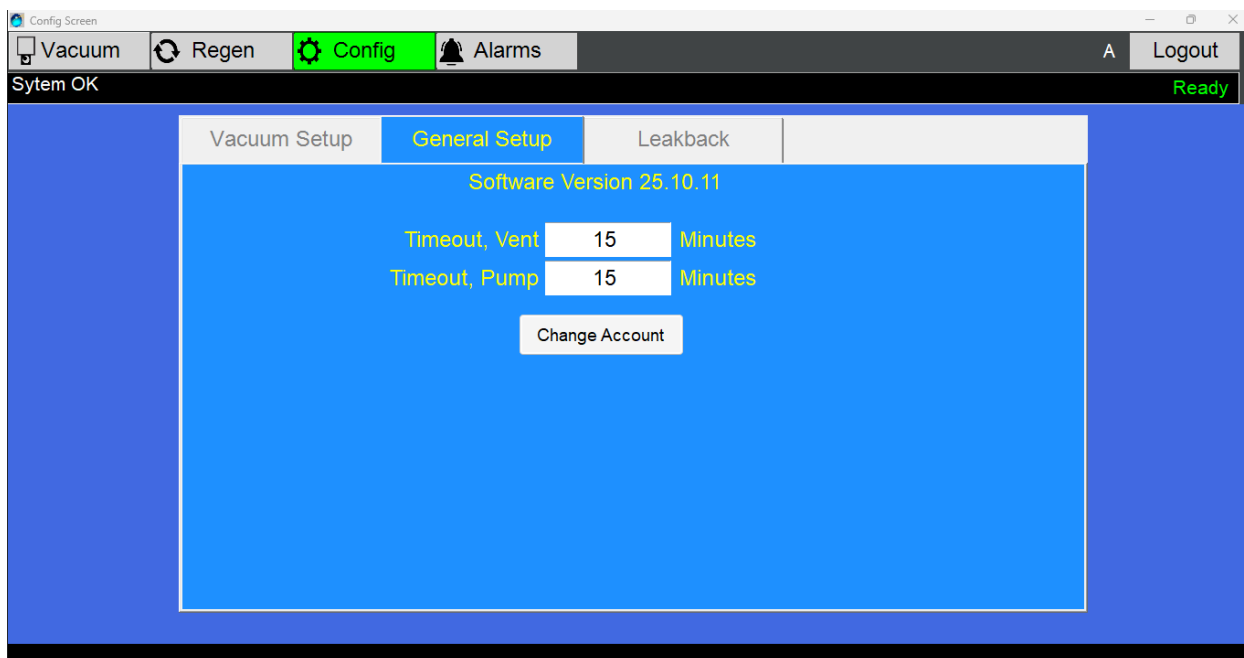 Config Screen
Vacuum Regen Config Alarms A Logout
Sytem OK Ready
Vacuum Setup General Setup Leakback
Software Version 25.10.11
Timeout, Vent 15 Minutes
Timeout, Pump 15 Minutes
Change Account